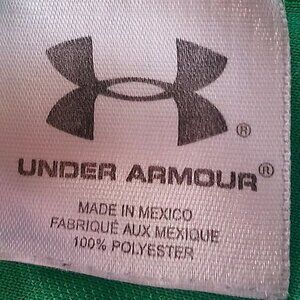 ®
UNDER ARMOUR®
MADE IN MEXICO
FABRIQUÉ AUX MEXIQUE
100% POLYESTER